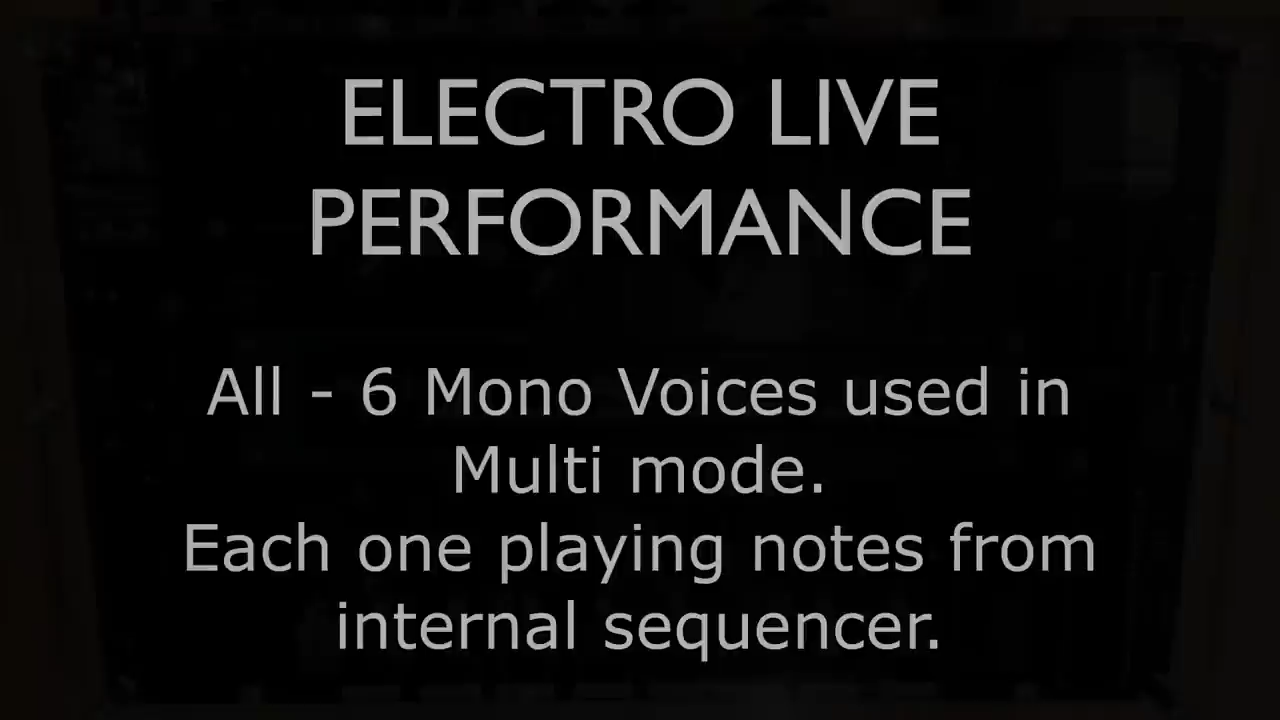 ELECTRO LIVE
PERFORMANCE
All - 6 Mono Voices used in
Multi mode.
Each one playing notes from
internal sequencer.